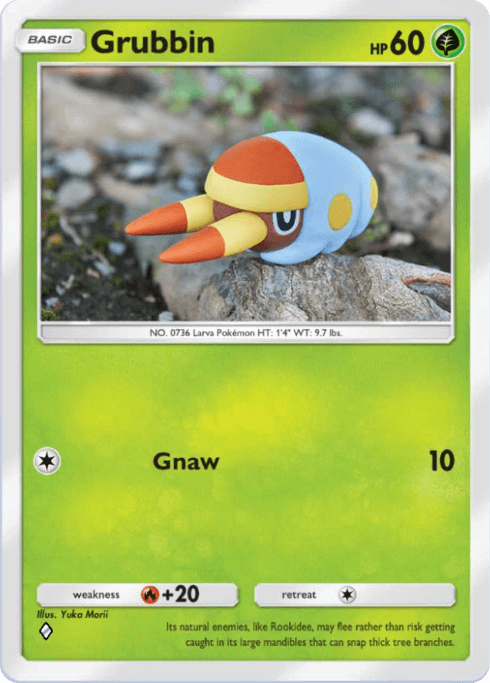 BASIC Grubbin HP 60
NO. 0736 Larva Pokémon HT: 1'4" WT: 9.7 lbs.
Gnaw 10
weakness +20 retreat
Illus. Yuka Morii
Its natural enemies, like Rookidee, may flee rather than risk getting
caught in its large mandibles that can snap thick tree branches.